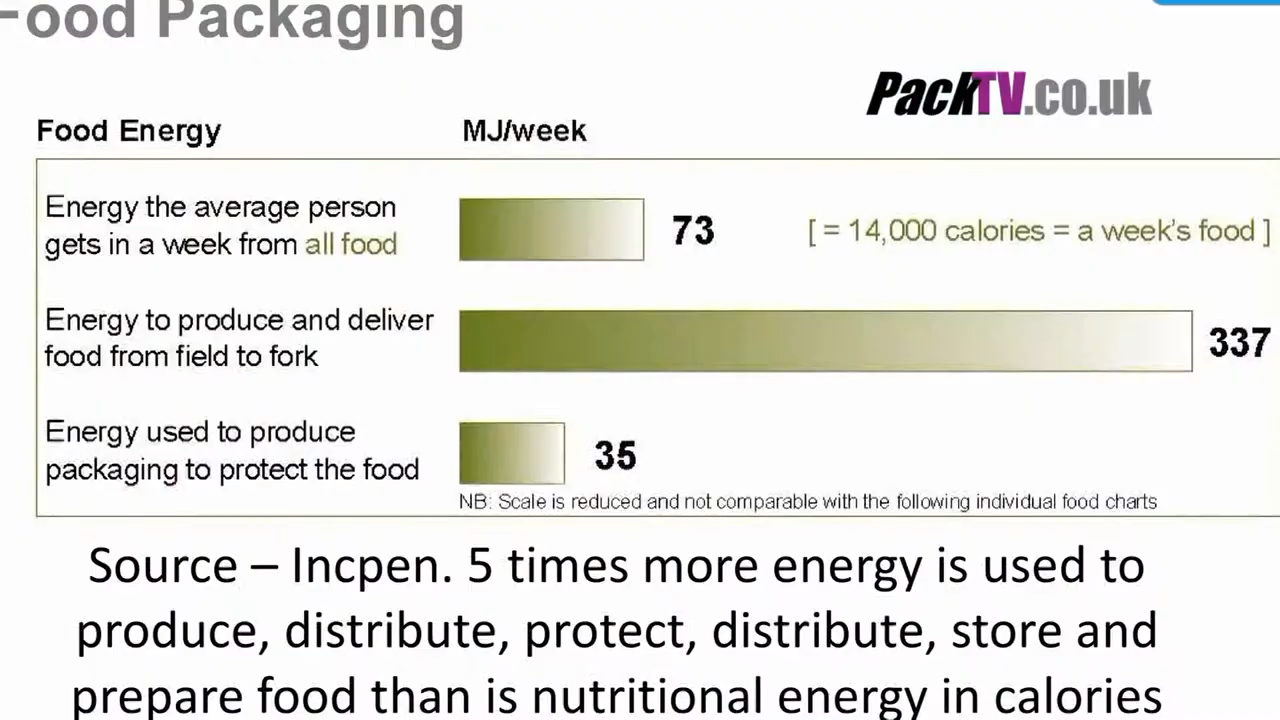 Food Packaging
PackTV.co.uk
Food Energy MJ/week
Energy the average person
gets in a week from all food
73
[ = 14,000 calories = a week's food ]
Energy to produce and deliver
food from field to fork
337
Energy used to produce
packaging to protect the food
35
NB: Scale is reduced and not comparable with the following individual food charts
Source – Incpen. 5 times more energy is used to
produce, distribute, protect, distribute, store and
prepare food than is nutritional energy in calories